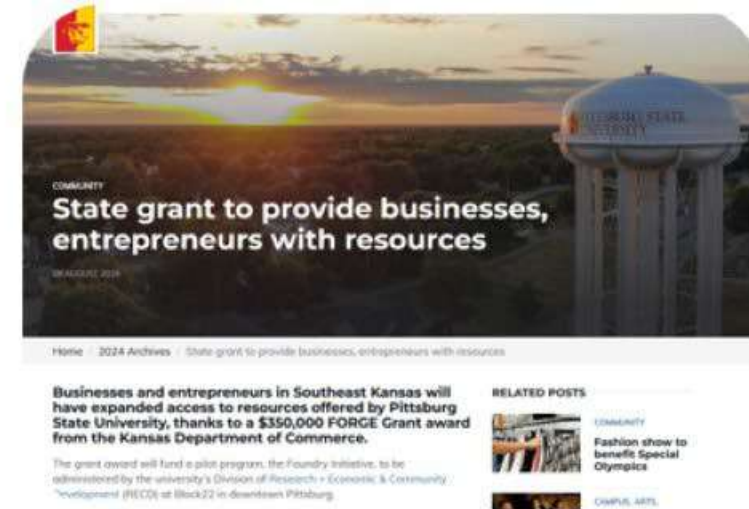 PITTSBURG STATE
UNIVERSITY
COMMUNITY
State grant to provide businesses,
entrepreneurs with resources
AUGUST 2024
Home / 2024 Archives / State grant to provide businesses, entrepreneurs with resources
Businesses and entrepreneurs in Southeast Kansas will
have expanded access to resources offered by Pittsburg
State University, thanks to a $350,000 FORGE Grant award
from the Kansas Department of Commerce.
RELATED POSTS
COMMUNITY
Fashion show to
benefit Special
Olympics
The grant award will fund a pilot program, the Foundry Initiative, to be
administered by the university's Division of Research + Economic & Community
Development (RECD) at Block22 in downtown Pittsburg.
CAMPUS, ARTS,